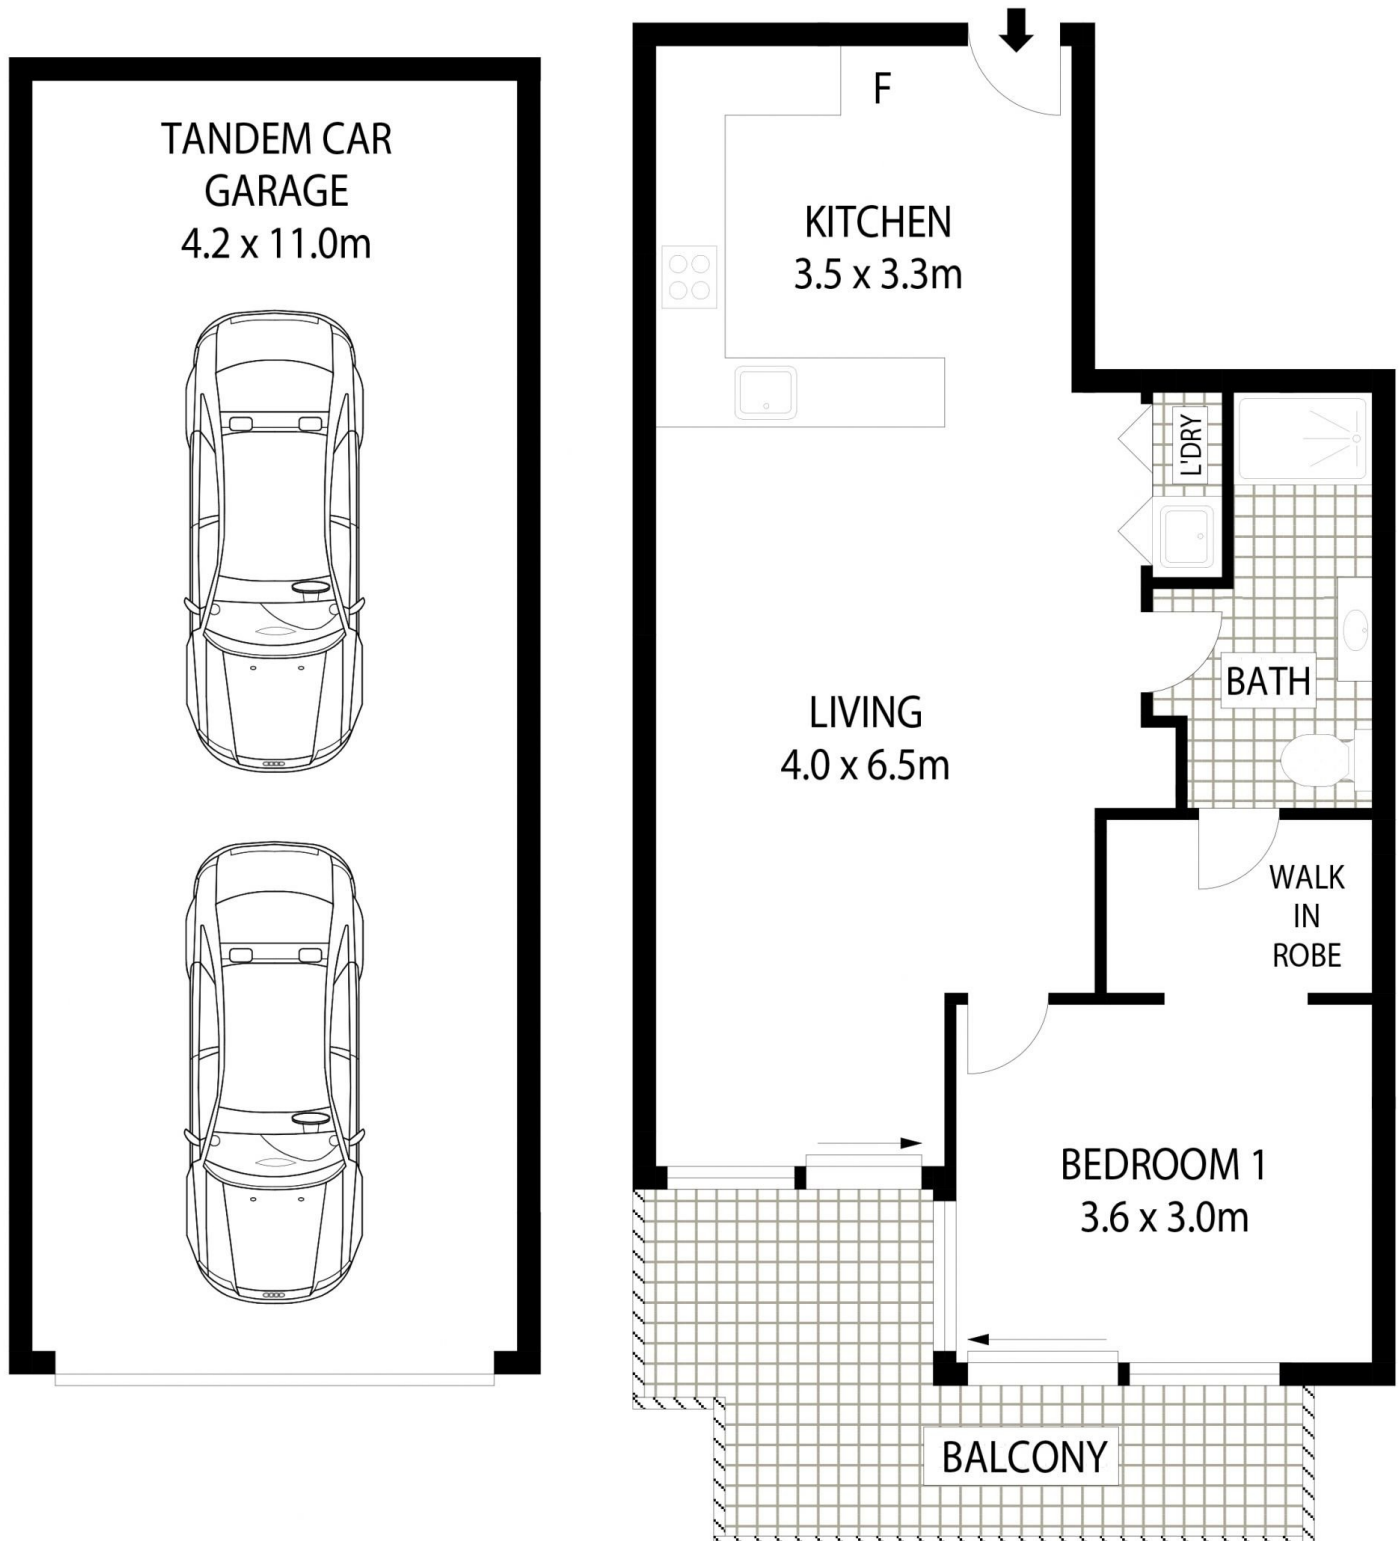 TANDEM CAR
GARAGE
4.2 x 11.0m
F
KITCHEN
3.5 x 3.3m
L'DRY
BATH
LIVING
4.0 x 6.5m
WALK
IN
ROBE
BEDROOM 1
3.6 x 3.0m
BALCONY